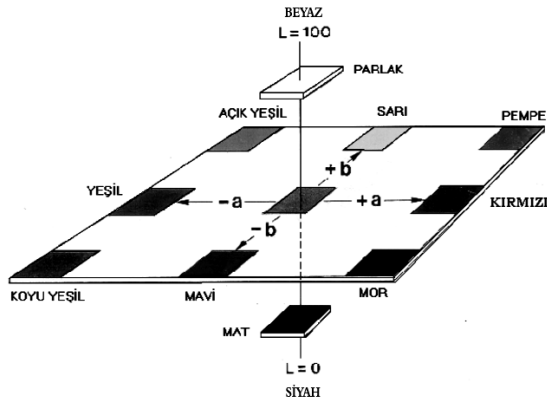 BEYAZ
L = 100
PARLAK
AÇIK YEŞİL
SARI
PEMPE
+b
YEŞİL
-a
+a
KIRMIZI
-b
KOYU YEŞİL
MAVİ
MOR
MAT
L = 0
SİYAH